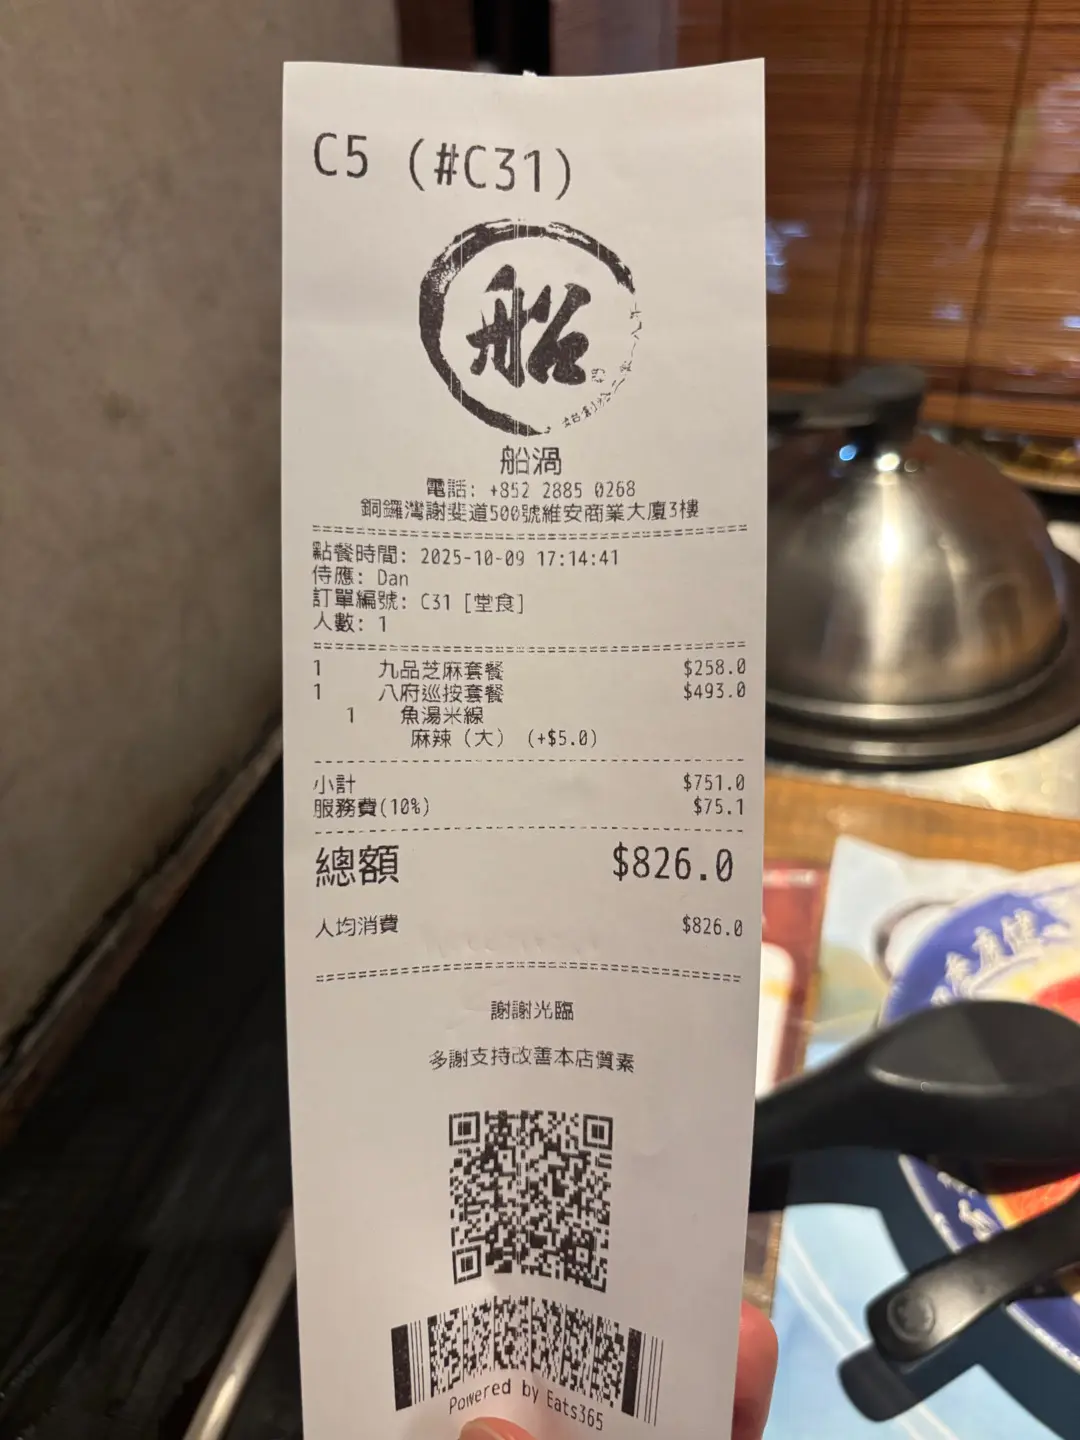 C5 (#C31)
船
船渦
電話: +852 2885 0268
銅鑼灣謝斐道500號維安商業大廈3樓
點餐時間: 2025-10-09 17:14:41
侍應: Dan
訂單編號: C31 [堂食]
人數: 1
1 九品芝麻套餐 $258.0
1 八府巡按套餐 $493.0
1 魚湯米線
麻辣（大） (+$5.0)
小計 $751.0
服務費(10%) $75.1
總額 $826.0
人均消費 $826.0
謝謝光臨
多謝支持改善本店質素
Powered by Eats365